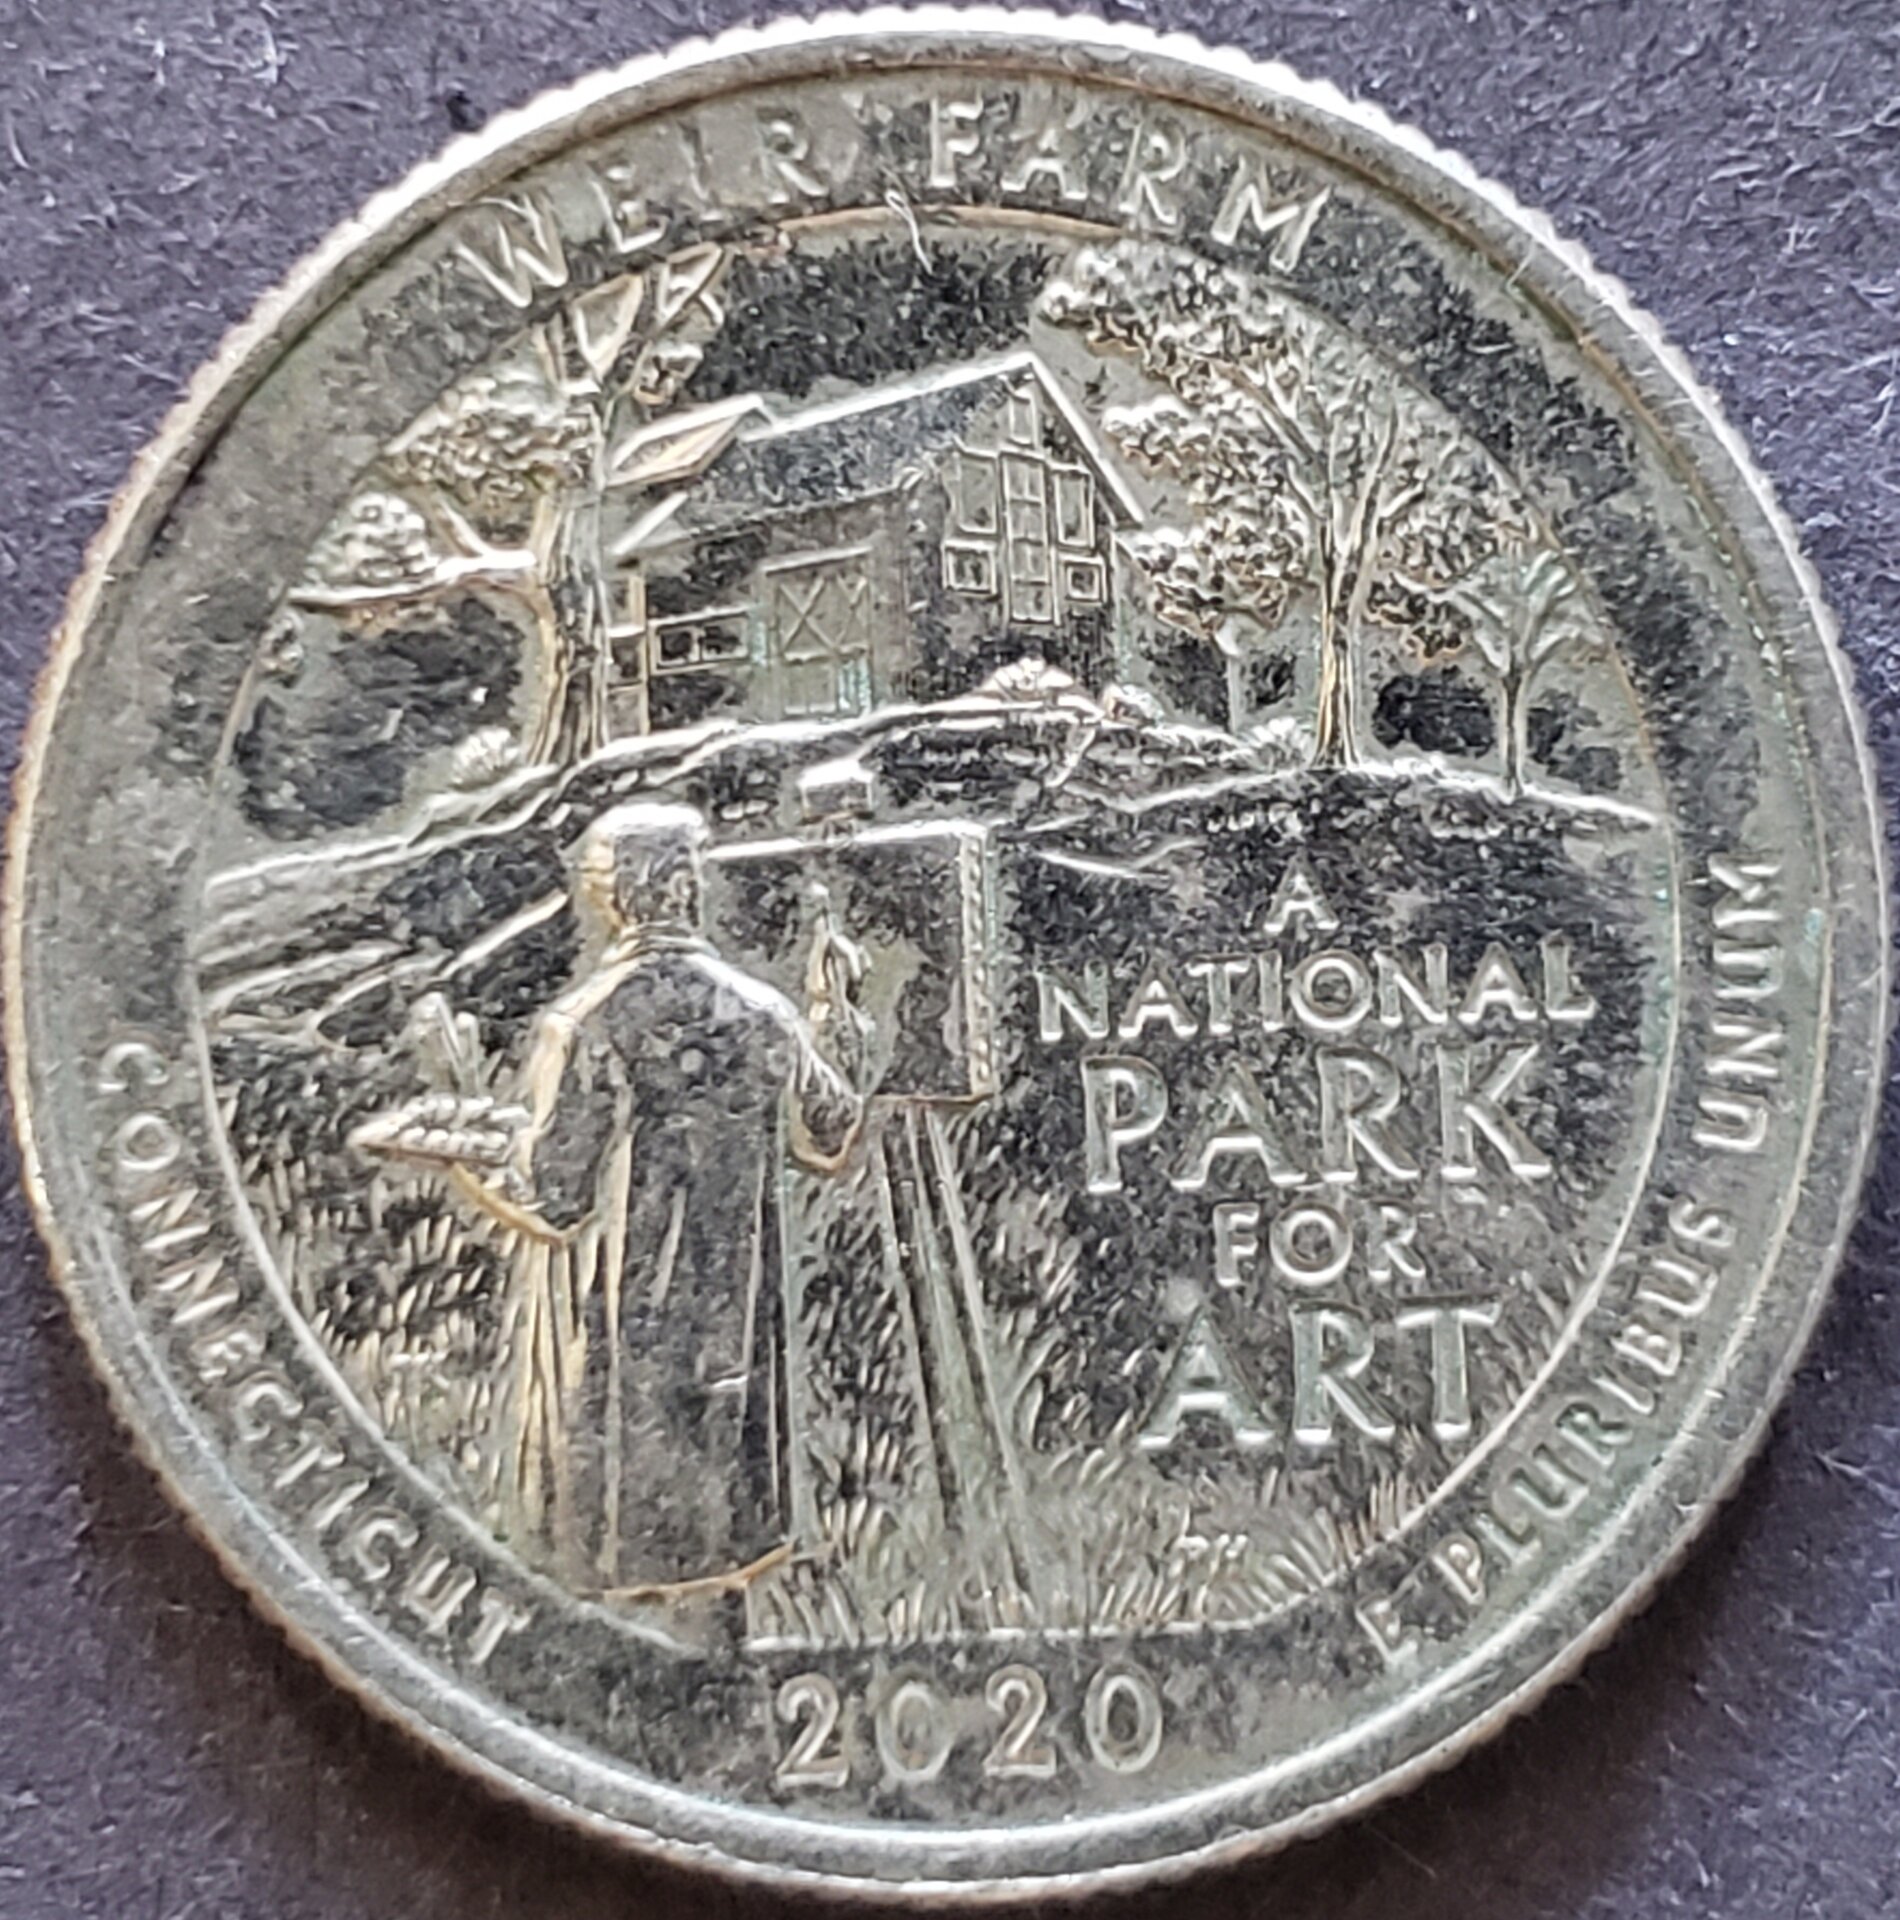 WEIR FARM
A
NATIONAL
PARK
FOR
ART
CONNECTICUT
2020
E PLURIBUS UNUM